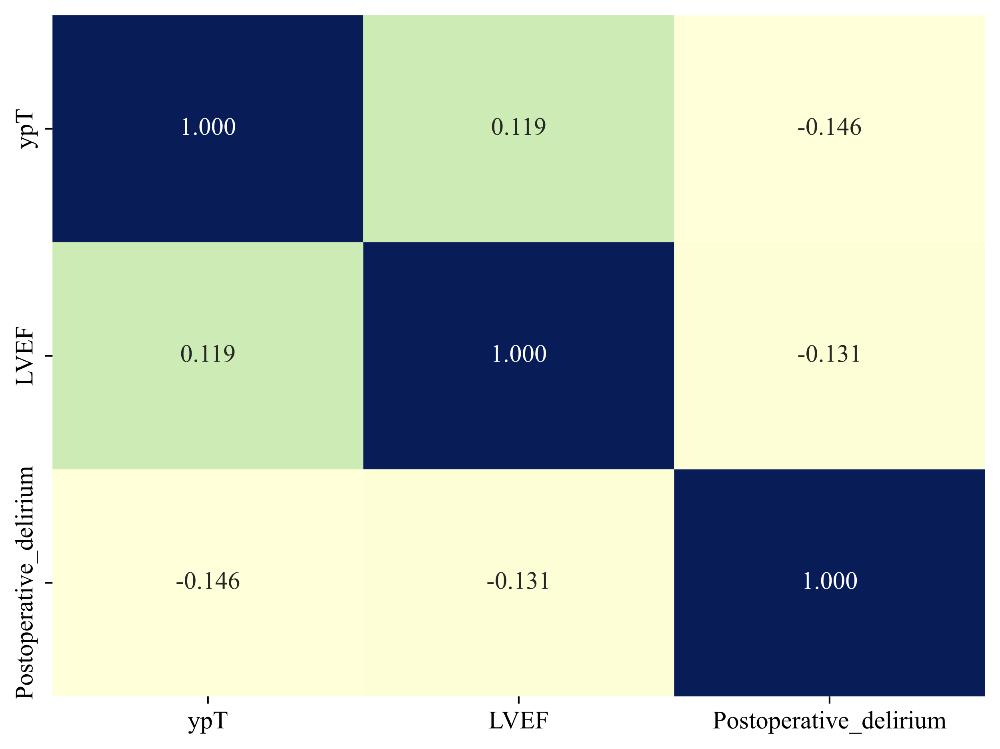 ypT
1.000 0.119 -0.146
LVEF
0.119 1.000 -0.131
Postoperative_delirium
-0.146 -0.131 1.000
ypT LVEF Postoperative_delirium